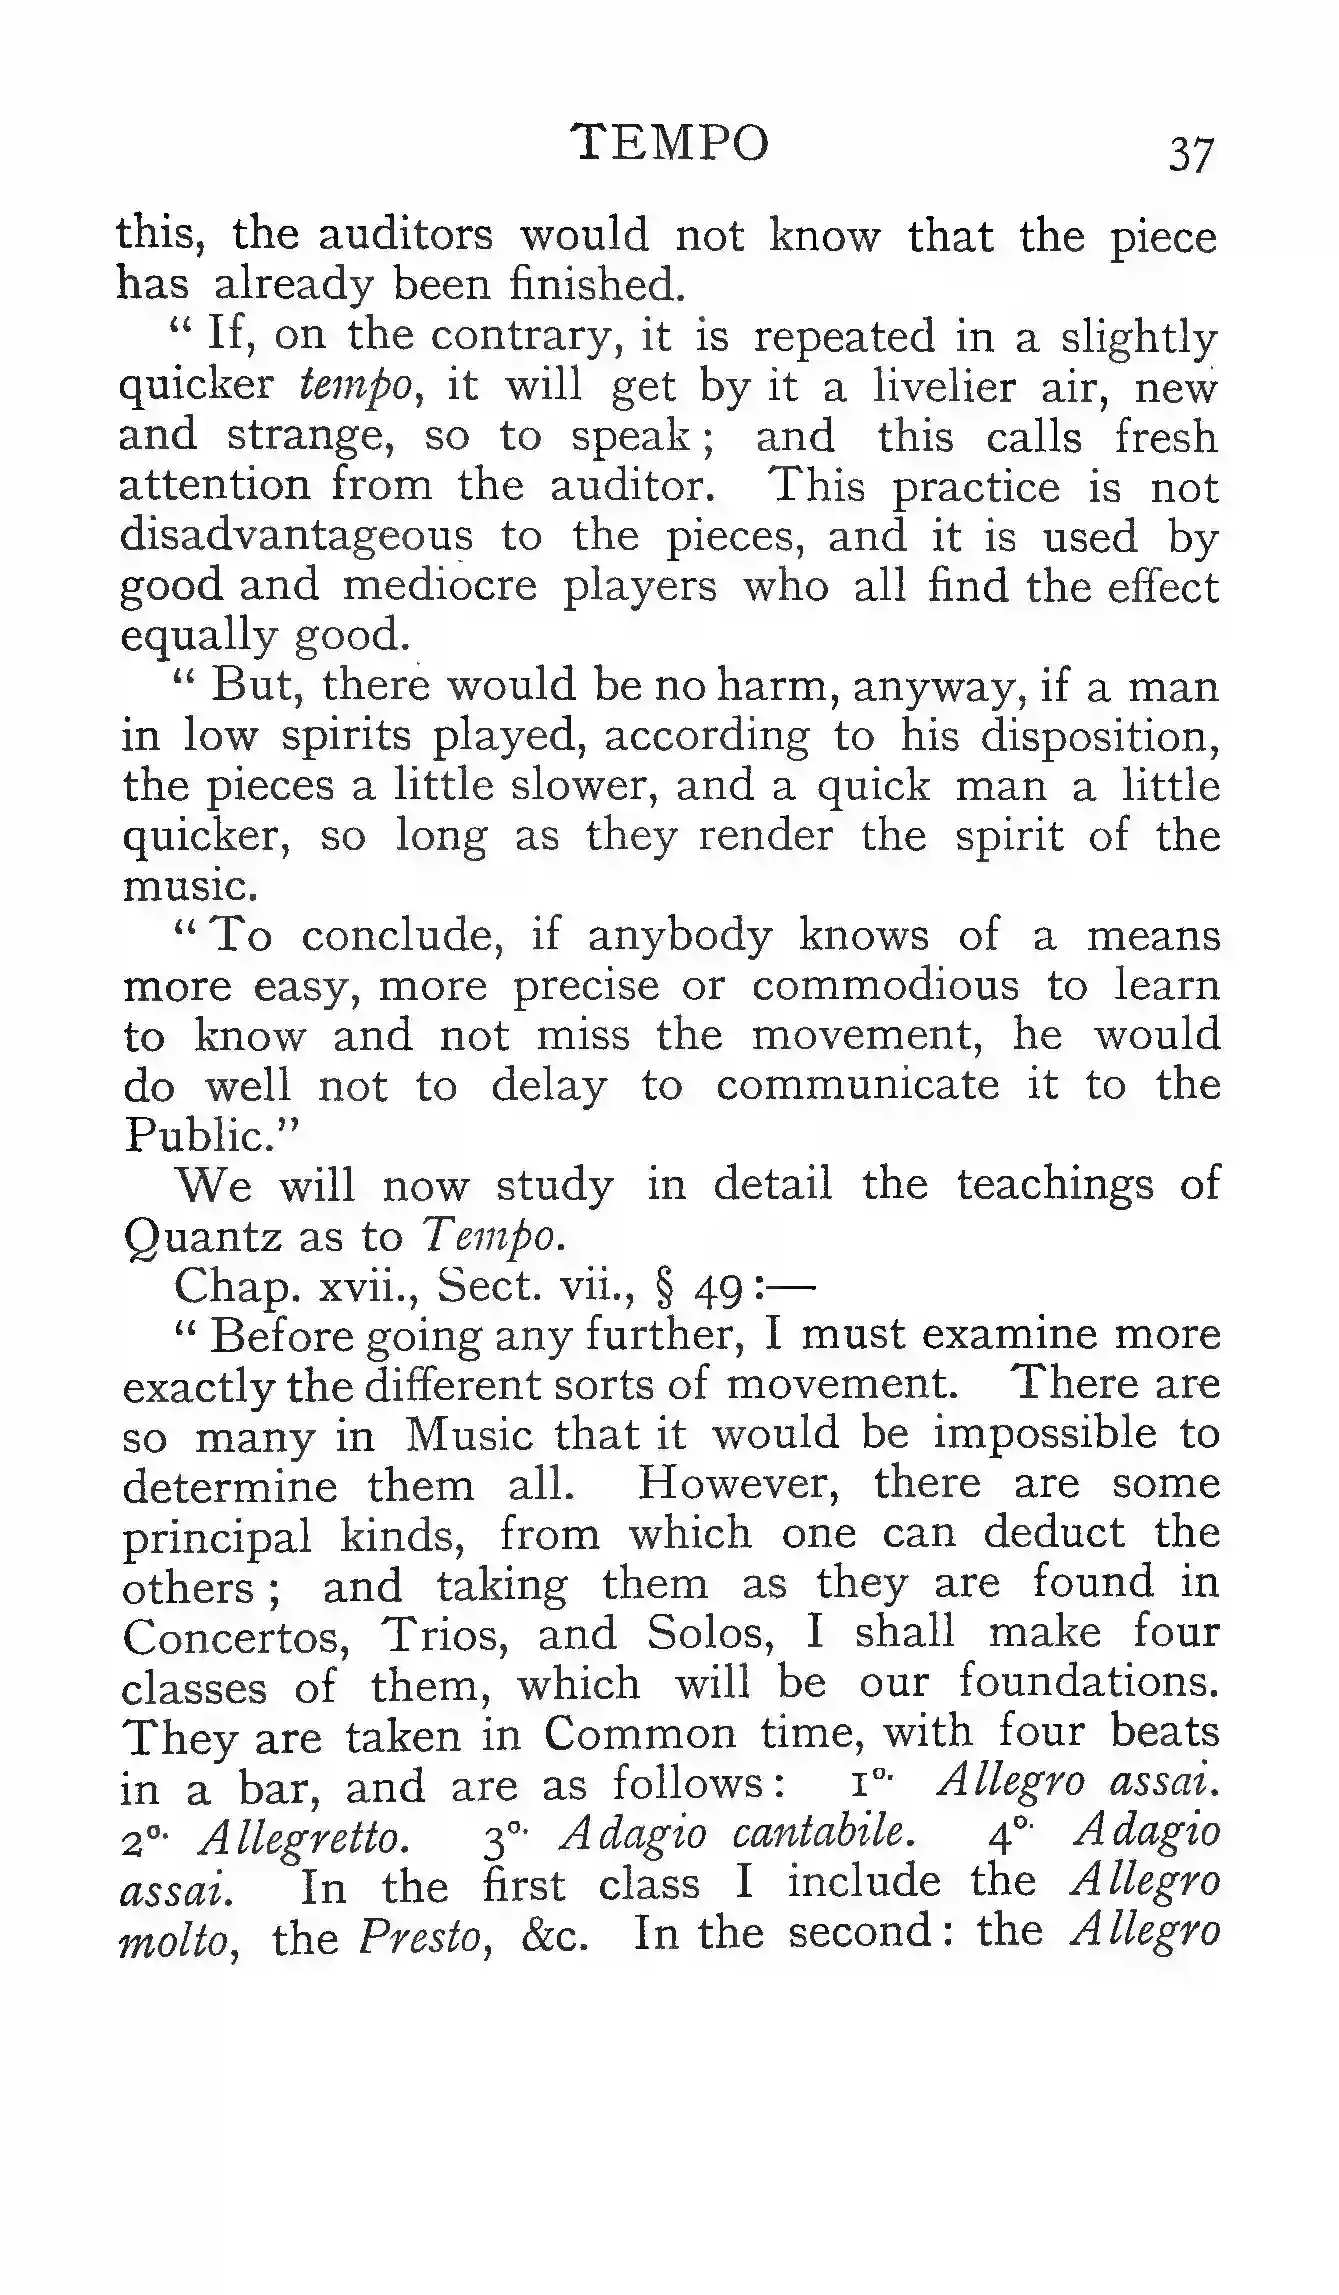 TEMPO 37
this, the auditors would not know that the piece
has already been finished.
“ If, on the contrary, it is repeated in a slightly
quicker tempo, it will get by it a livelier air, new
and strange, so to speak ; and this calls fresh
attention from the auditor. This practice is not
disadvantageous to the pieces, and it is used by
good and mediocre players who all find the effect
equally good.
“ But, there would be no harm, anyway, if a man
in low spirits played, according to his disposition,
the pieces a little slower, and a quick man a little
quicker, so long as they render the spirit of the
music.
“ To conclude, if anybody knows of a means
more easy, more precise or commodious to learn
to know and not miss the movement, he would
do well not to delay to communicate it to the
Public.”
We will now study in detail the teachings of
Quantz as to Tempo.
Chap. xvii., Sect. vii., § 49 :—
“ Before going any further, I must examine more
exactly the different sorts of movement. There are
so many in Music that it would be impossible to
determine them all. However, there are some
principal kinds, from which one can deduct the
others ; and taking them as they are found in
Concertos, Trios, and Solos, I shall make four
classes of them, which will be our foundations.
They are taken in Common time, with four beats
in a bar, and are as follows : 1º. Allegro assai.
2º. Allegretto. 3º. Adagio cantabile. 4º. Adagio
assai. In the first class I include the Allegro
molto, the Presto, &c. In the second : the Allegro